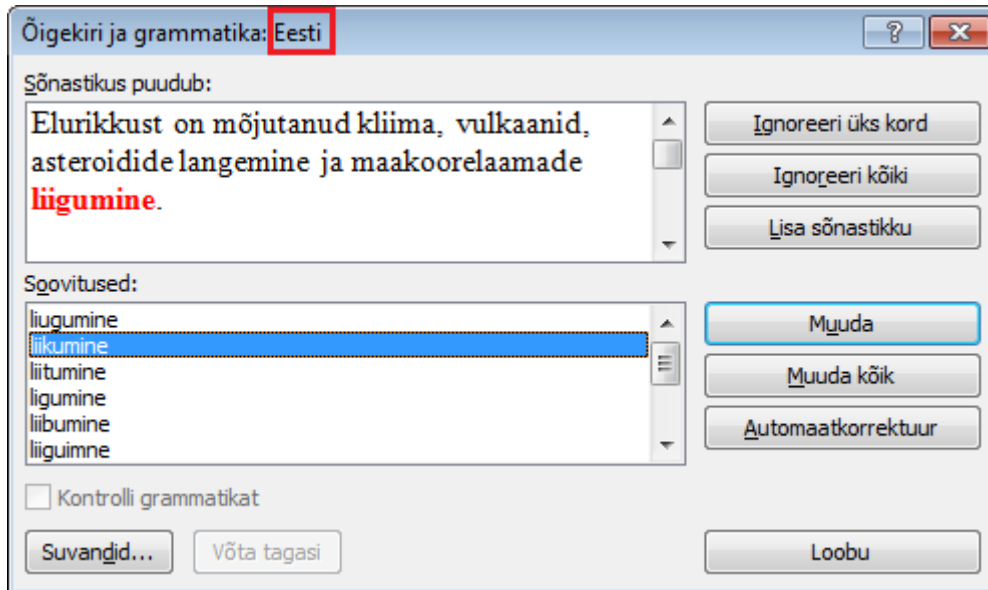 Õigekiri ja grammatika: Eesti
Sõnastikus puudub:
Elurikkust on mõjutanud kliima, vulkaanid,
asteroidide langemine ja maakoorelaamade
liigumine.
Ignoreeri üks kord
Ignoreeri kõiki
Lisa sõnastikku
Soovitused:
liugumine
liikumine
liitumine
ligumine
liibumine
liiguimne
Muuda
Muuda kõik
Automaatkorrektuur
Kontrolli grammatikat
Suvandid...
Võta tagasi
Loobu